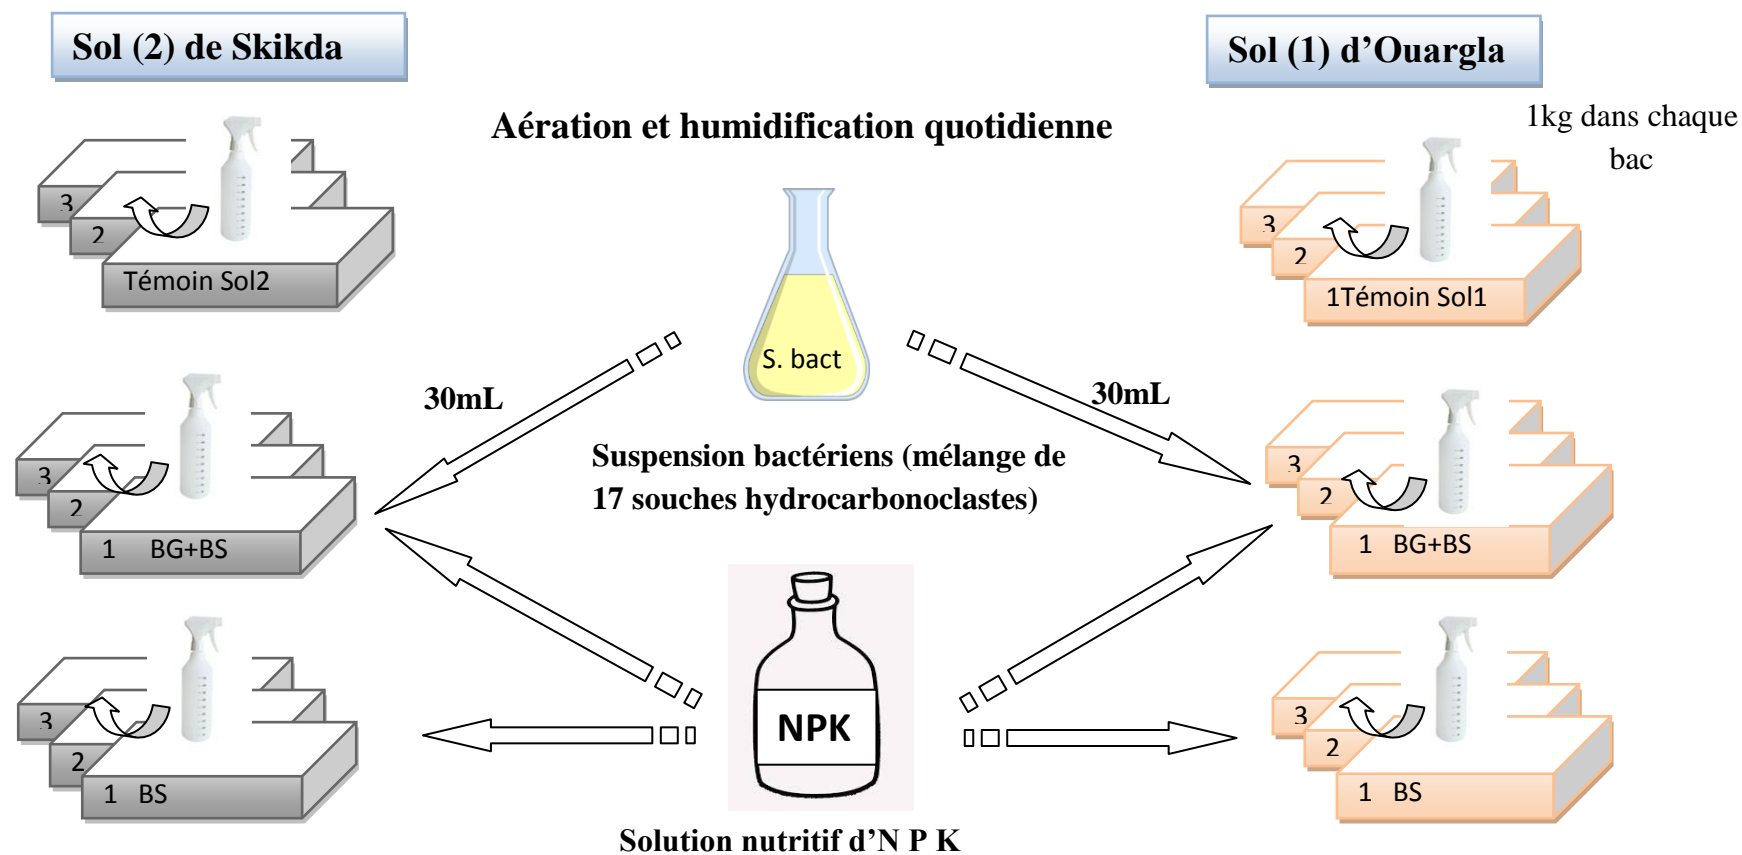 Sol (2) de Skikda
Sol (1) d’Ouargla
Aération et humidification quotidienne
1kg dans chaque
bac
3
2
Témoin Sol2
3
2
1Témoin Sol1
S. bact
30mL
30mL
Suspension bactériens (mélange de
17 souches hydrocarbonoclastes)
3
2
1 BG+BS
3
2
1 BG+BS
NPK
3
2
1 BS
3
2
1 BS
Solution nutritif d’N P K